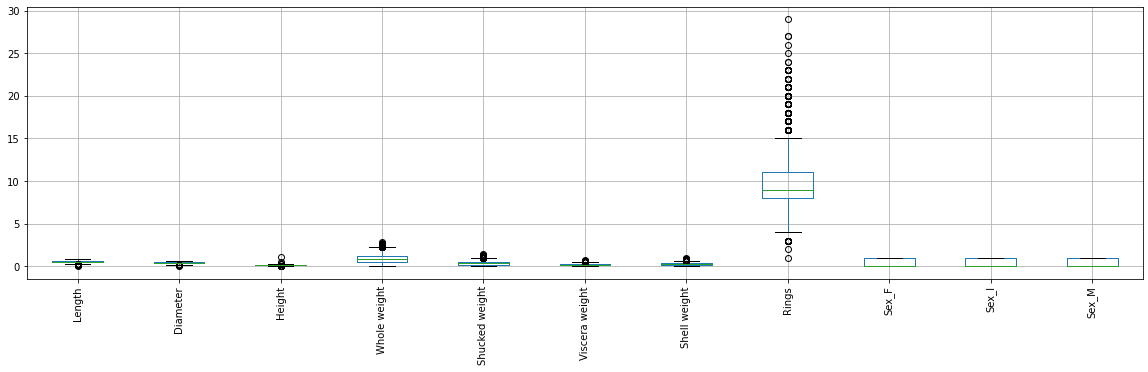 30
25
20
15
10
5
0
Length
Diameter
Height
Whole weight
Shucked weight
Viscera weight
Shell weight
Rings
Sex_F
Sex_I
Sex_M